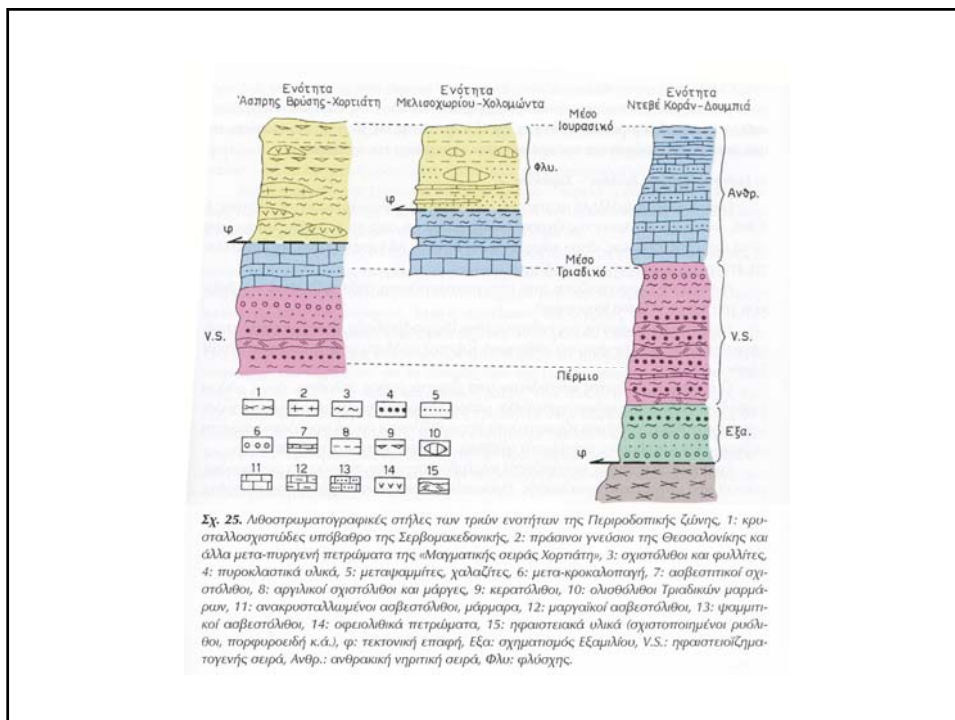 Ενότητα
Άσπρης Βρύσης-Χορτιάτη
Ενότητα
Μελισοχωρίου-Χολομώντα
Ενότητα
Ντεβέ Κοράν-Δουμπιά
Μέσο
Ιουρασικό
Φλυ.
φ
Ανθρ.
φ
Μέσο
Τριαδικό
V.S.
V.S.
Πέρμιο
Εξα.
φ
1 2 3 4 5
6 7 8 9 10
11 12 13 14 15
Σχ. 25. Λιθοστρωματογραφικές στήλες των τριών ενοτήτων της Περιροδοπικής ζώνης, 1: κρυ-
σταλλοσχιστώδες υπόβαθρο της Σερβομακεδονικής, 2: πράσινοι γνεύσιοι της Θεσσαλονίκης και
άλλα μετα-πυριγενή πετρώματα της «Μαγματικής σειράς Χορτιάτη», 3: σχιστόλιθοι και φυλλίτες,
4: πυροκλαστικά υλικά, 5: μεταψαμμίτες, χαλαζίτες, 6: μετα-κροκαλοπαγή, 7: ασβεστιτικοί σχι-
στόλιθοι, 8: αργιλικοί σχιστόλιθοι και μάργες, 9: κερατόλιθοι, 10: ολισθόλιθοι Τριαδικών μαρμά-
ρων, 11: ανακρυσταλλωμένοι ασβεστόλιθοι, μάρμαρα, 12: μαργαϊκοί ασβεστόλιθοι, 13: ψαμμιτι-
κοί ασβεστόλιθοι, 14: οφειολιθικά πετρώματα, 15: ηφαιστειακά υλικά (σχιστοποιημένοι ρυόλι-
θοι, πορφυροειδή κ.ά.), φ: τεκτονική επαφή, Εξα: σχηματισμός Εξαμιλίου, V.S.: ηφαιστειοϊζημα-
τογενής σειρά, Ανθρ.: ανθρακική νηριτική σειρά, Φλυ: φλύσχης.